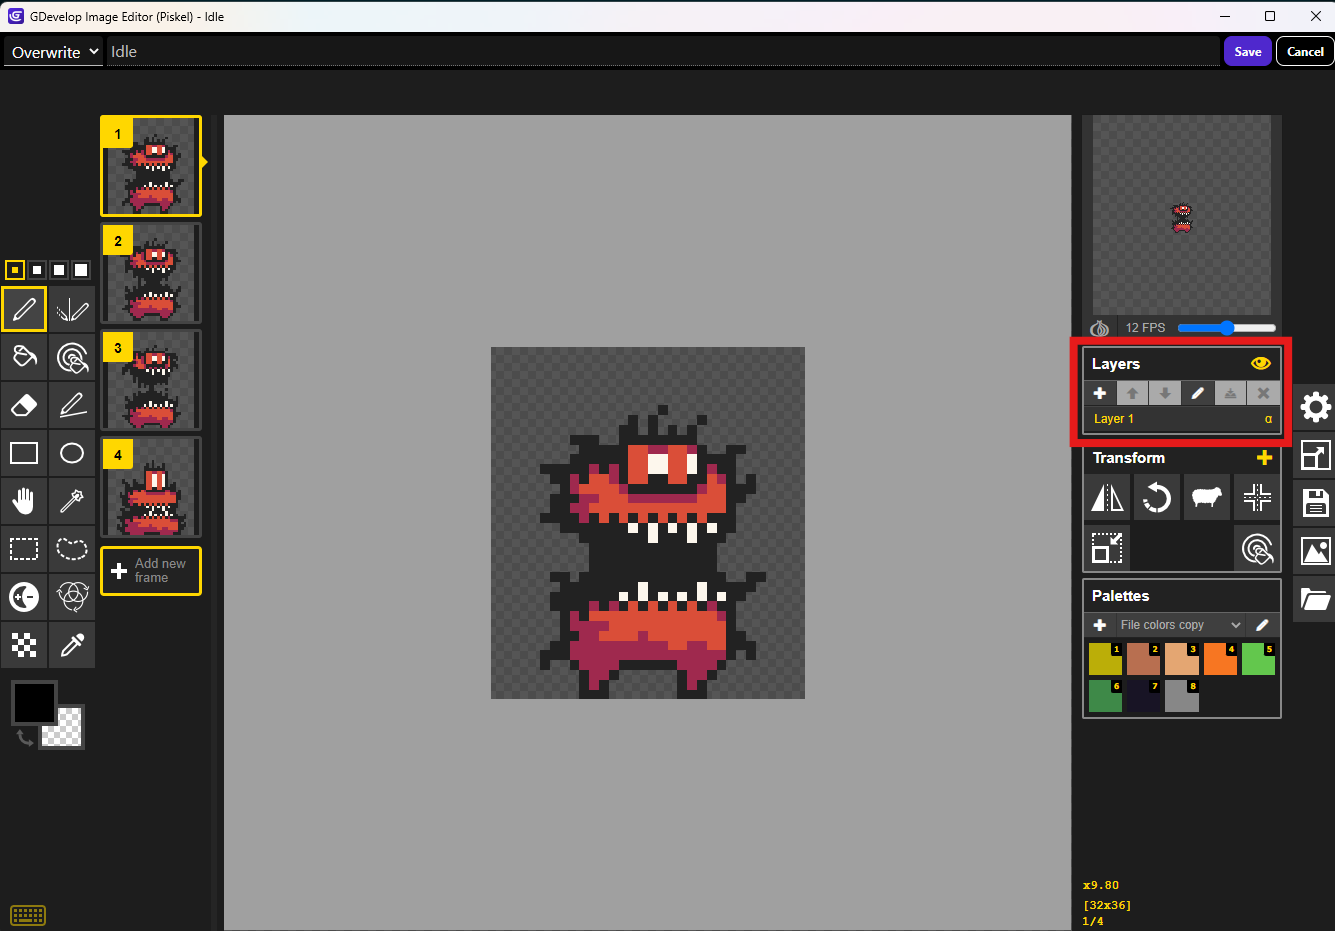 GDevelop Image Editor (Piskel) - Idle
Overwrite
Idle
Save
Cancel
1
2
3
4
Add new
frame
12 FPS
Layers
Layer 1
α
Transform
Palettes
File colors copy
1
2
3
4
5
6
7
8
x9.80
[32x36]
1/4